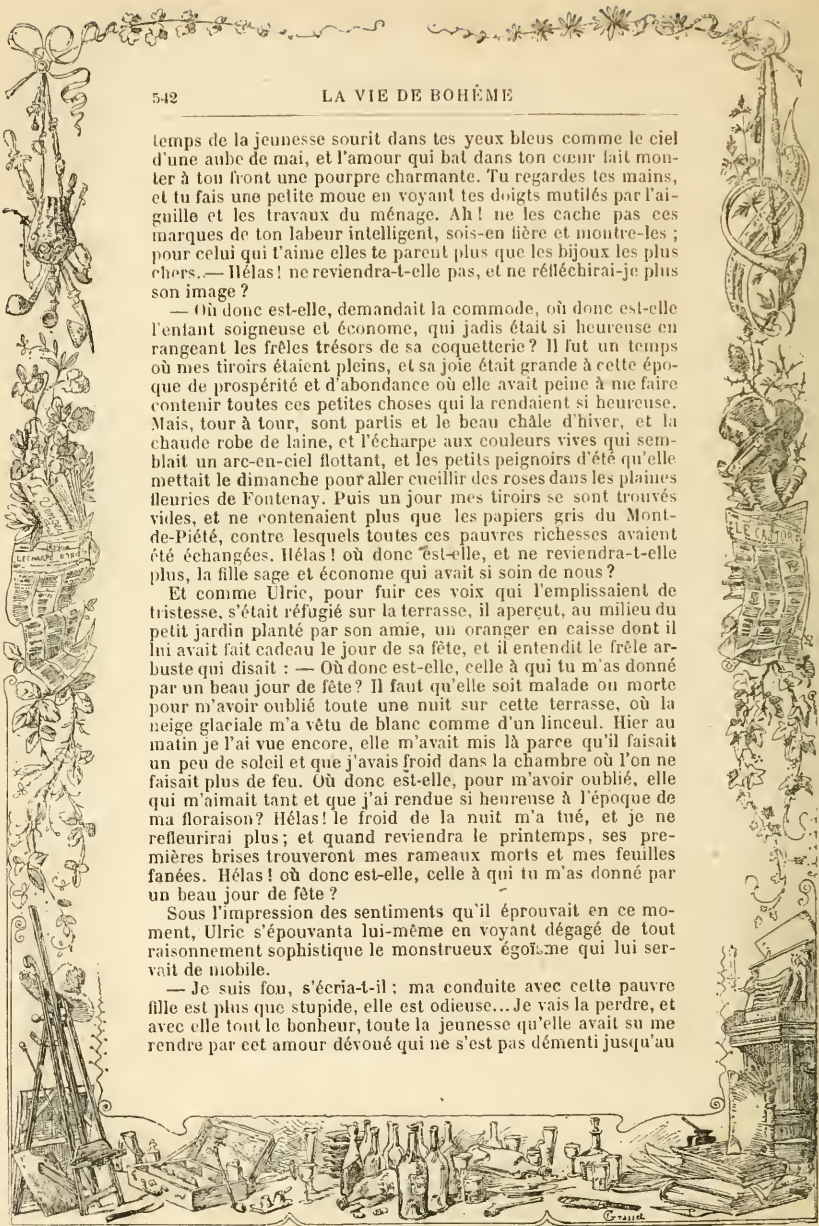 542
LA VIE DE BOHÊME
temps de la jeunesse sourit dans tes yeux bleus comme le ciel
d'une aube de mai, et l'amour qui bat dans ton cœur fait mon-
ter à ton front une pourpre charmante. Tu regardes tes mains,
et tu fais une petite moue en voyant tes doigts mutilés par l'ai-
guille et les travaux du ménage. Ah! ne les cache pas ces
marques de ton labeur intelligent, sois-en fière et montre-les ;
pour celui qui t'aime elles te parent plus que les bijoux les plus
chers..— Hélas! ne reviendra-t-elle pas, et ne réfléchirai-je plus
son image ?
— Où donc est-elle, demandait la commode, où donc est-elle
l'enfant soigneuse et économe, qui jadis était si heureuse en
rangeant les frêles trésors de sa coquetterie? Il fut un temps
où mes tiroirs étaient pleins, et sa joie était grande à cette épo-
que de prospérité et d'abondance où elle avait peine à me faire
contenir toutes ces petites choses qui la rendaient si heureuse.
Mais, tour à tour, sont partis et le beau châle d'hiver, et la
chaude robe de laine, et l'écharpe aux couleurs vives qui sem-
blait un arc-en-ciel flottant, et les petits peignoirs d'été qu'elle
mettait le dimanche pour aller cueillir des roses dans les plaines
fleuries de Fontenay. Puis un jour mes tiroirs se sont trouvés
vides, et ne contenaient plus que les papiers gris du Mont-
de-Piété, contre lesquels toutes ces pauvres richesses avaient
été échangées. Hélas! où donc est-elle, et ne reviendra-t-elle
plus, la fille sage et économe qui avait si soin de nous?
Et comme Ulric, pour fuir ces voix qui l'emplissaient de
tristesse, s'était réfugié sur la terrasse, il aperçut, au milieu du
petit jardin planté par son amie, un oranger en caisse dont il
lui avait fait cadeau le jour de sa fête, et il entendit le frêle ar-
buste qui disait : — Où donc est-elle, celle à qui tu m'as donné
par un beau jour de fête? Il faut qu'elle soit malade ou morte
pour m'avoir oublié toute une nuit sur cette terrasse, où la
neige glaciale m'a vêtu de blanc comme d'un linceul. Hier au
matin je l'ai vue encore, elle m'avait mis là parce qu'il faisait
un peu de soleil et que j'avais froid dans la chambre où l'on ne
faisait plus de feu. Où donc est-elle, pour m'avoir oublié, elle
qui m'aimait tant et que j'ai rendue si heureuse à l'époque de
ma floraison? Hélas! le froid de la nuit m'a tué, et je ne
refleurirai plus; et quand reviendra le printemps, ses pre-
mières brises trouveront mes rameaux morts et mes feuilles
fanées. Hélas! où donc est-elle, celle à qui tu m'as donné par
un beau jour de fête ?
Sous l'impression des sentiments qu'il éprouvait en ce mo-
ment, Ulric s'épouvanta lui-même en voyant dégagé de tout
raisonnement sophistique le monstrueux égoïsme qui lui ser-
vait de mobile.
— Je suis fou, s'écria-t-il ; ma conduite avec cette pauvre
fille est plus que stupide, elle est odieuse... Je vais la perdre, et
avec elle tout le bonheur, toute la jeunesse qu'elle avait su me
rendre par cet amour dévoué qui ne s'est pas démenti jusqu'au
L'ECHARPE D'IRIS
LE CASTOR
Grasset